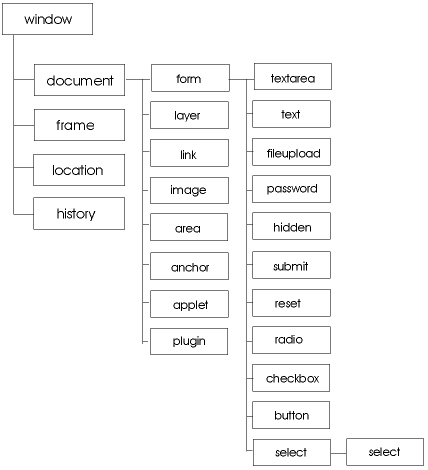 window
document
form
textarea
frame
layer
text
location
link
fileupload
history
image
password
area
hidden
anchor
submit
applet
reset
plugin
radio
checkbox
button
select
select